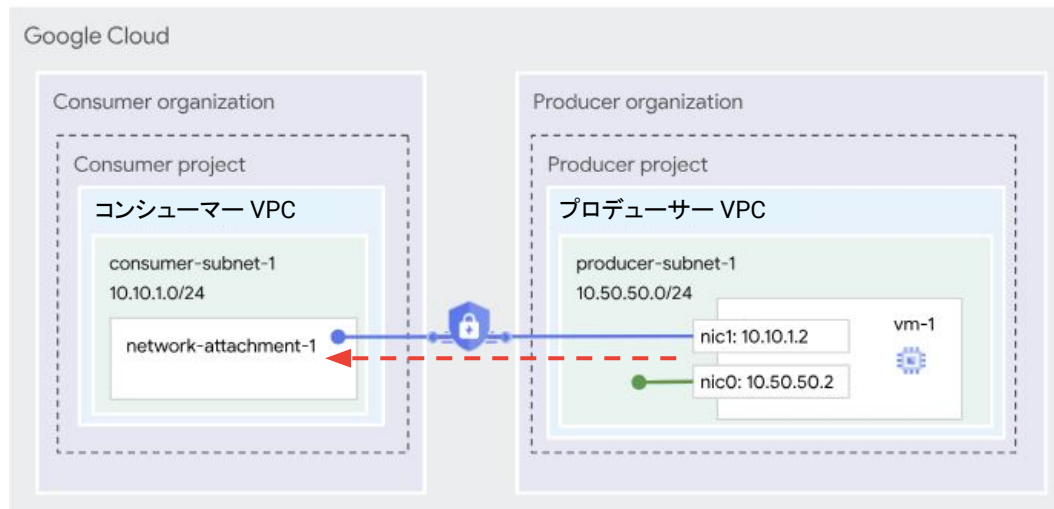 Google Cloud
Consumer organization
Consumer project
コンシューマー VPC
consumer-subnet-1
10.10.1.0/24
network-attachment-1
Producer organization
Producer project
プロデューサー VPC
producer-subnet-1
10.50.50.0/24
nic1: 10.10.1.2
vm-1
nic0: 10.50.50.2